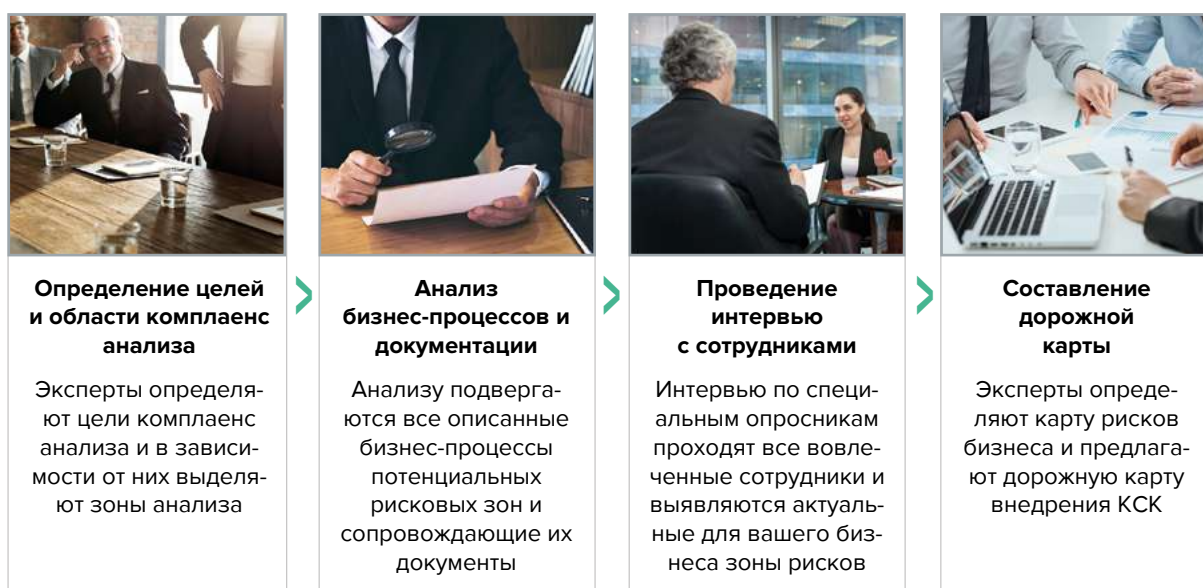 Определение целей
и области комплаенс
анализа
Эксперты определя-
ют цели комплаенс
анализа и в зависи-
мости от них выделя-
ют зоны анализа
Анализ
бизнес-процессов и
документации
Анализу подверга-
ются все описанные
бизнес-процессы
потенциальных
рисковых зон и
сопровождающие их
документы
Проведение
интервью
с сотрудниками
Интервью по специ-
альным опросникам
проходят все вовле-
ченные сотрудники и
выявляются актуаль-
ные для вашего биз-
неса зоны рисков
Составление
дорожной
карты
Эксперты опреде-
ляют карту рисков
бизнеса и предлага-
ют дорожную карту
внедрения КСК